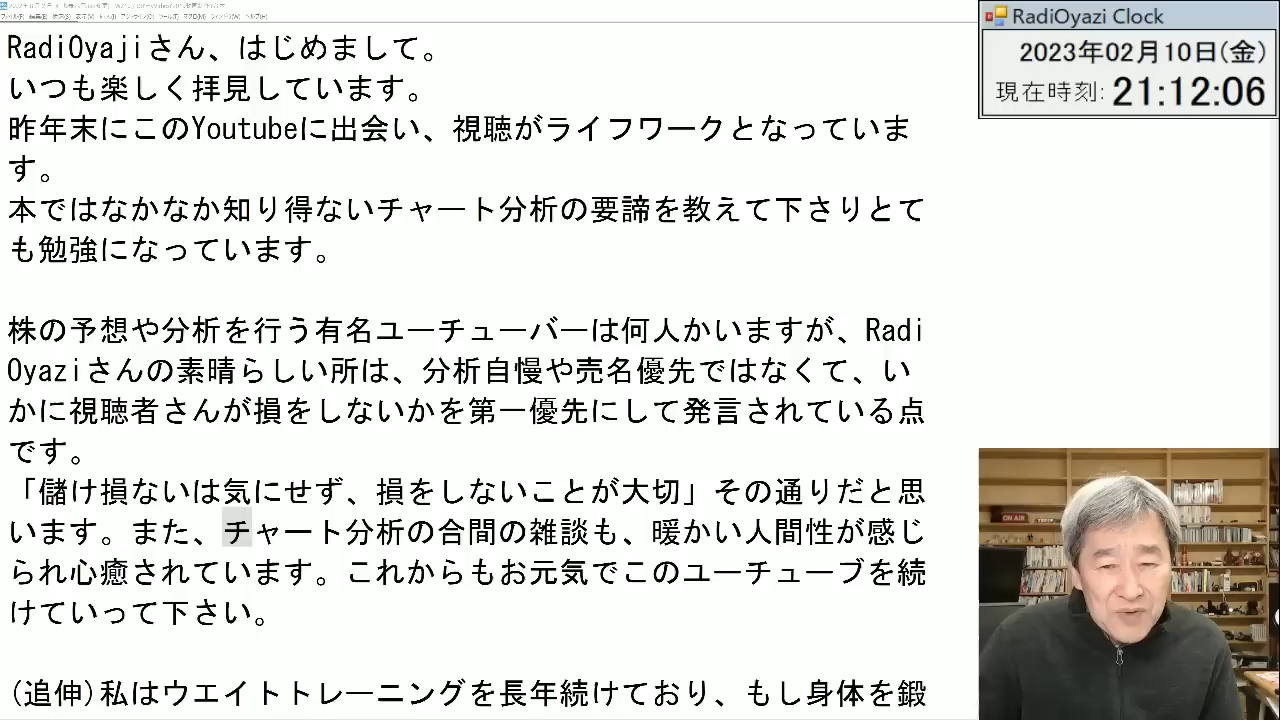 RadiOyajiさん、はじめまして。
いつも楽しく拝見しています。
昨年末にこのYoutubeに出会い、視聴がライフワークとなっていま
す。
本ではなかなか知り得ないチャート分析の要諦を教えて下さりとて
も勉強になっています。
株の予想や分析を行う有名ユーチューバーは何人かいますが、Radi
Oyaziさんの素晴らしい所は、分析自慢や売名優先ではなくて、い
かに視聴者さんが損をしないかを第一優先にして発言されている点
です。
「儲け損ないは気にせず、損をしないことが大切」その通りだと思
います。また、チャート分析の合間の雑談も、暖かい人間性が感じ
られ心癒されています。これからもお元気でこのユーチューブを続
けていって下さい。
(追伸)私はウエイトトレーニングを長年続けており、もし身体を鍛
RadiOyazi Clock
2023年02月10日(金)
現在時刻: 21:12:06
ON AIR